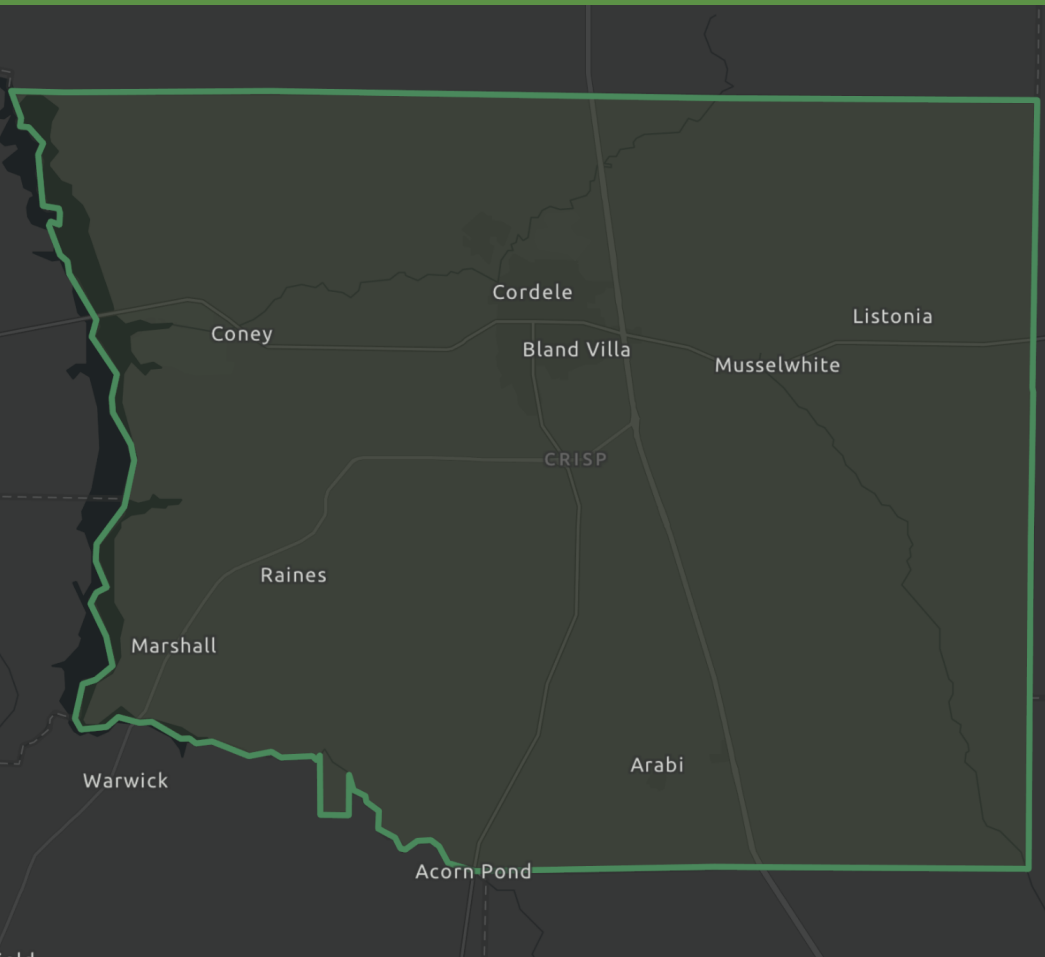 Cordele
Listonia
Coney
Bland Villa
Musselwhite
CRISP
Raines
Marshall
Arabi
Warwick
Acorn Pond